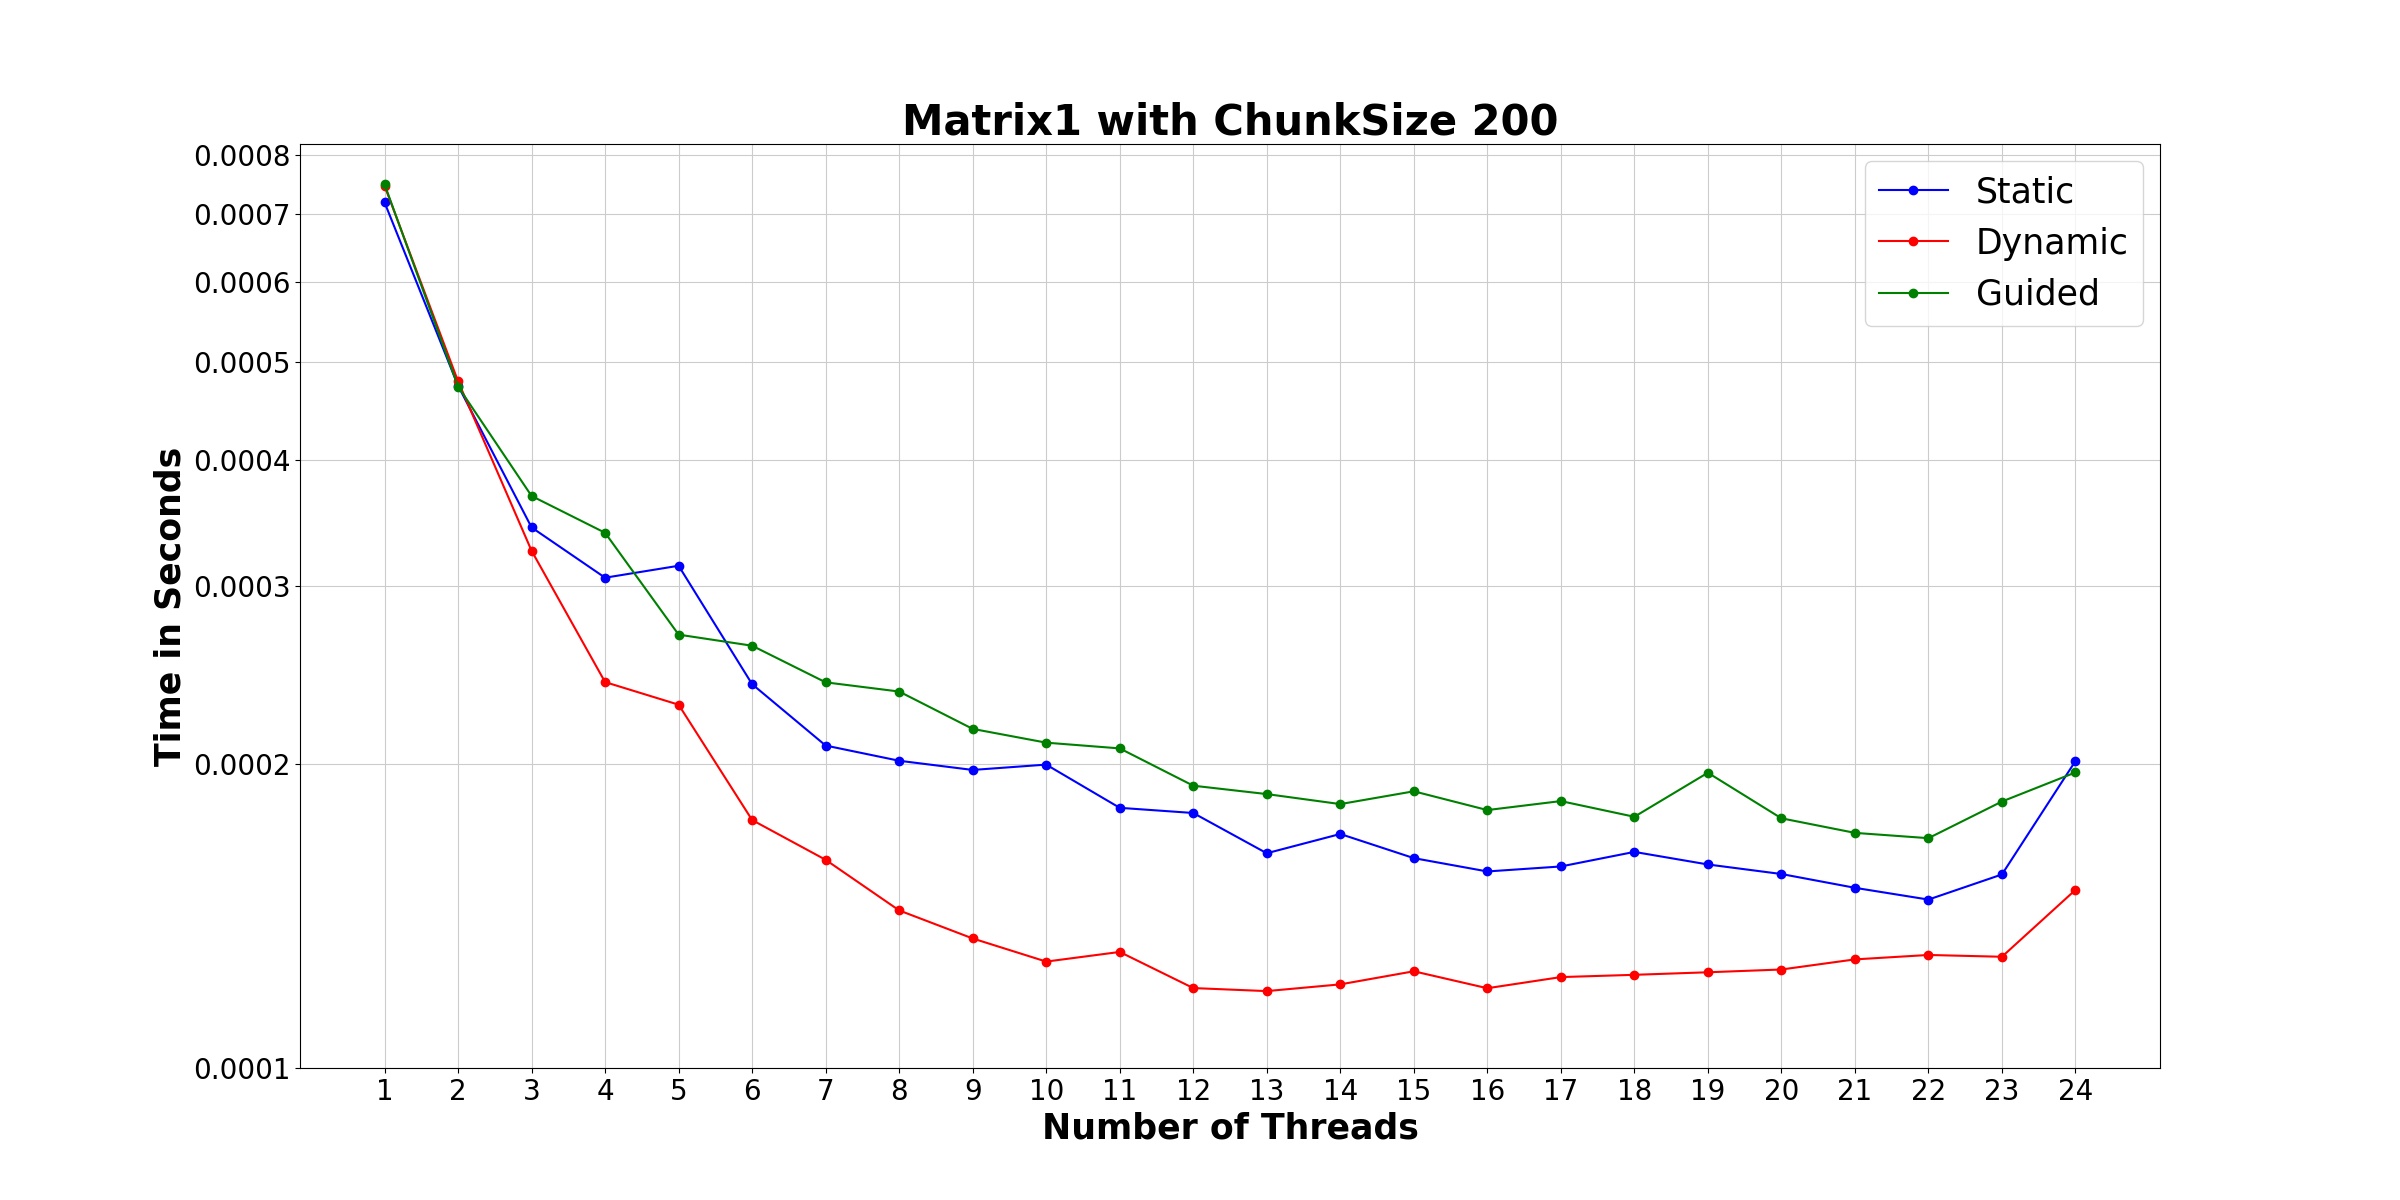 Matrix1 with ChunkSize 200
0.0008
0.0007
0.0006
0.0005
0.0004
0.0003
0.0002
0.0001
Time in Seconds
Static
Dynamic
Guided
1 2 3 4 5 6 7 8 9 10 11 12 13 14 15 16 17 18 19 20 21 22 23 24
Number of Threads